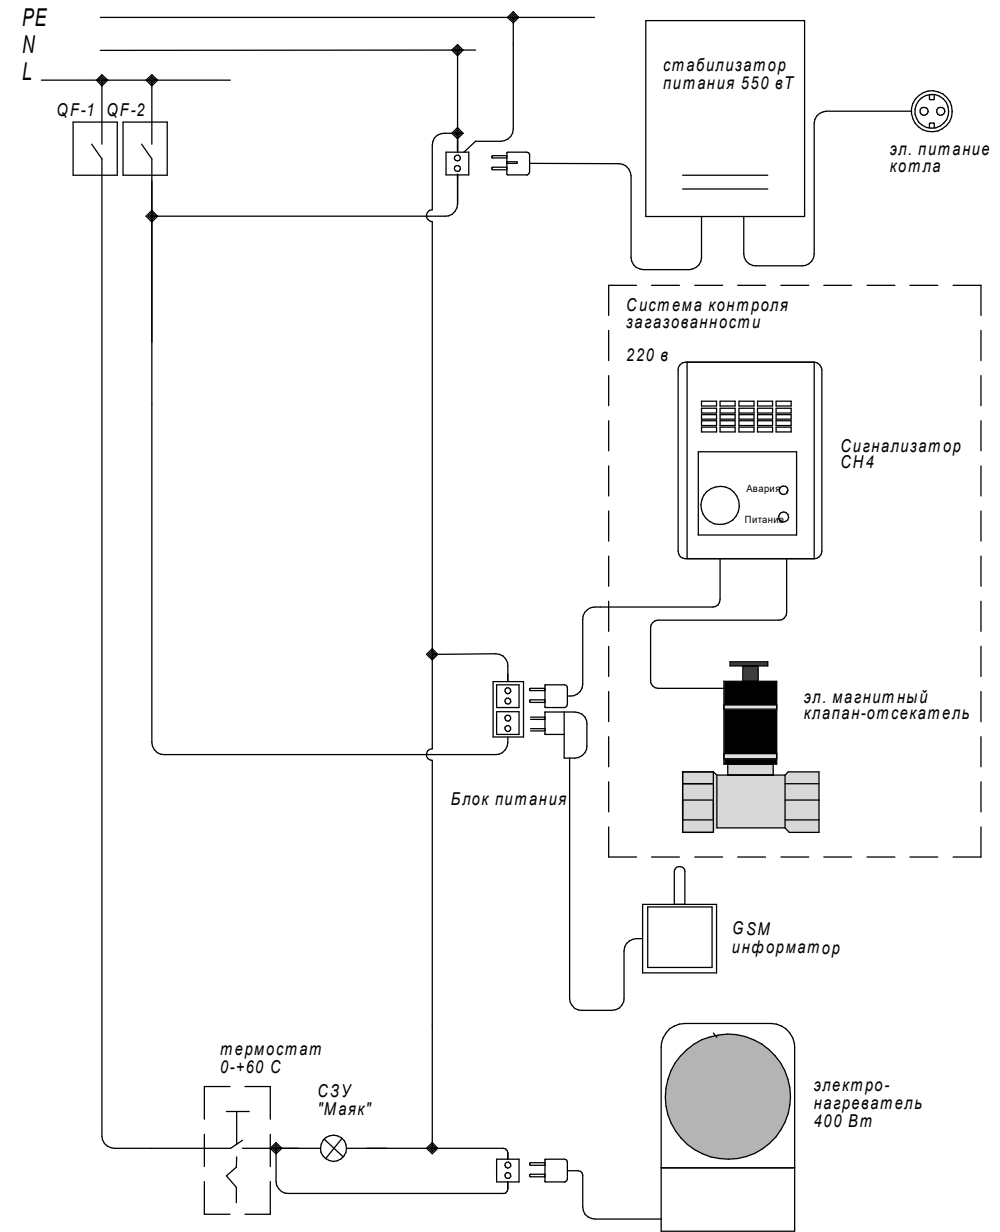 PE
N
L
QF-1 QF-2
стабилизатор
питания 550 вТ
эл. питание
котла
Система контроля
загазованности
220 в
Сигнализатор
СН4
Авария
Питание
эл. магнитный
клапан-отсекатель
Блок питания
GSM
информатор
термостат
0-+60 С
СЗУ
"Маяк"
электро-
нагреватель
400 Вт